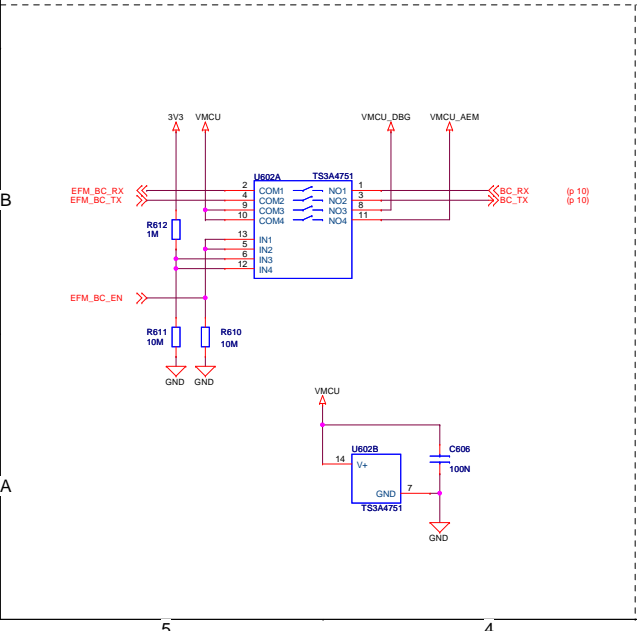 3V3 VMCU VMCU_DBG VMCU_AEM
U602A TS3A4751
EFM_BC_RX 2 COM1 NO1 1 BC_RX (p 10)
EFM_BC_TX 4 COM2 NO2 3 BC_TX (p 10)
9 COM3 NO3 8
10 COM4 NO4 11
B
R612
1M
13 IN1
5 IN2
6 IN3
12 IN4
EFM_BC_EN
R611 R610
10M 10M
GND GND
VMCU
U602B C606
14 V+
100N
A
GND 7
TS3A4751
GND
5 4